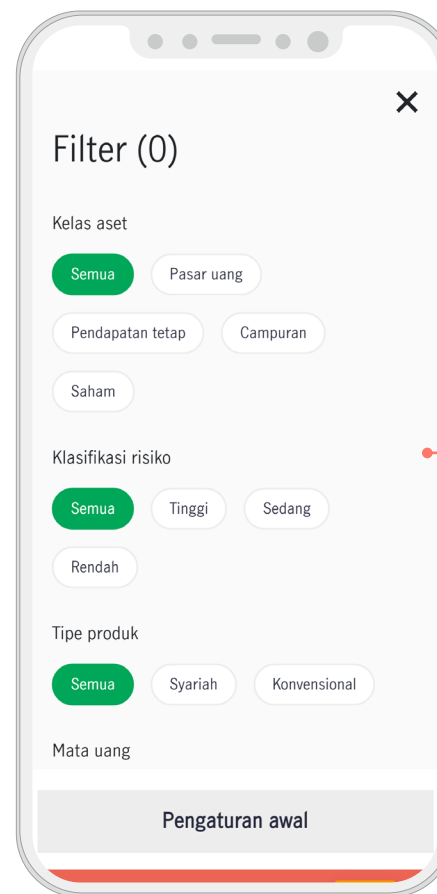 Filter (0)
Kelas aset
Semua Pasar uang
Pendapatan tetap Campuran
Saham
Klasifikasi risiko
Semua Tinggi Sedang
Rendah
Tipe produk
Semua Syariah Konvensional
Mata uang
Pengaturan awal